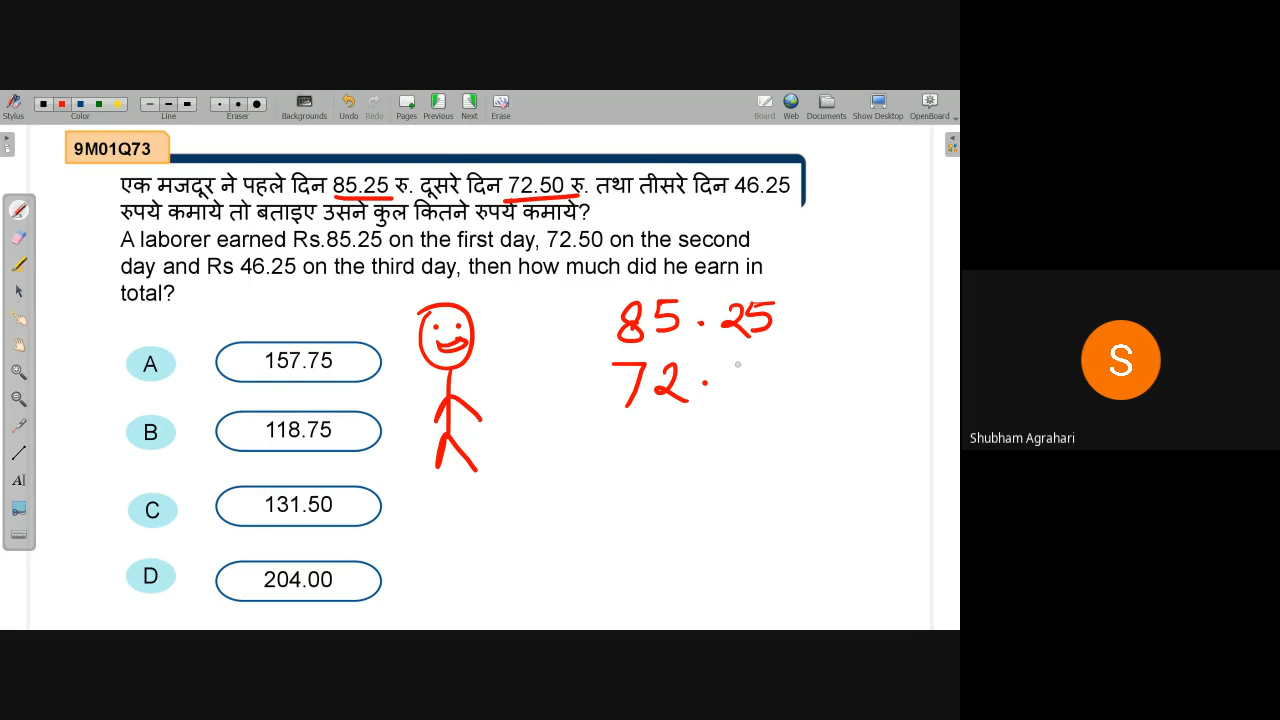 Stylus
Color
Line
Eraser
Backgrounds
Undo
Redo
Pages
Previous
Next
Erase
Board
Web
Documents
Show Desktop
OpenBoard
9M01Q73
एक मजदूर ने पहले दिन 85.25 रु. दूसरे दिन 72.50 रु. तथा तीसरे दिन 46.25
रुपये कमाये तो बताइए उसने कुल कितने रुपये कमाये?
A laborer earned Rs.85.25 on the first day, 72.50 on the second
day and Rs 46.25 on the third day, then how much did he earn in
total?
85.25
72.
A 157.75
B 118.75
C 131.50
D 204.00
AI
S
Shubham Agrahari